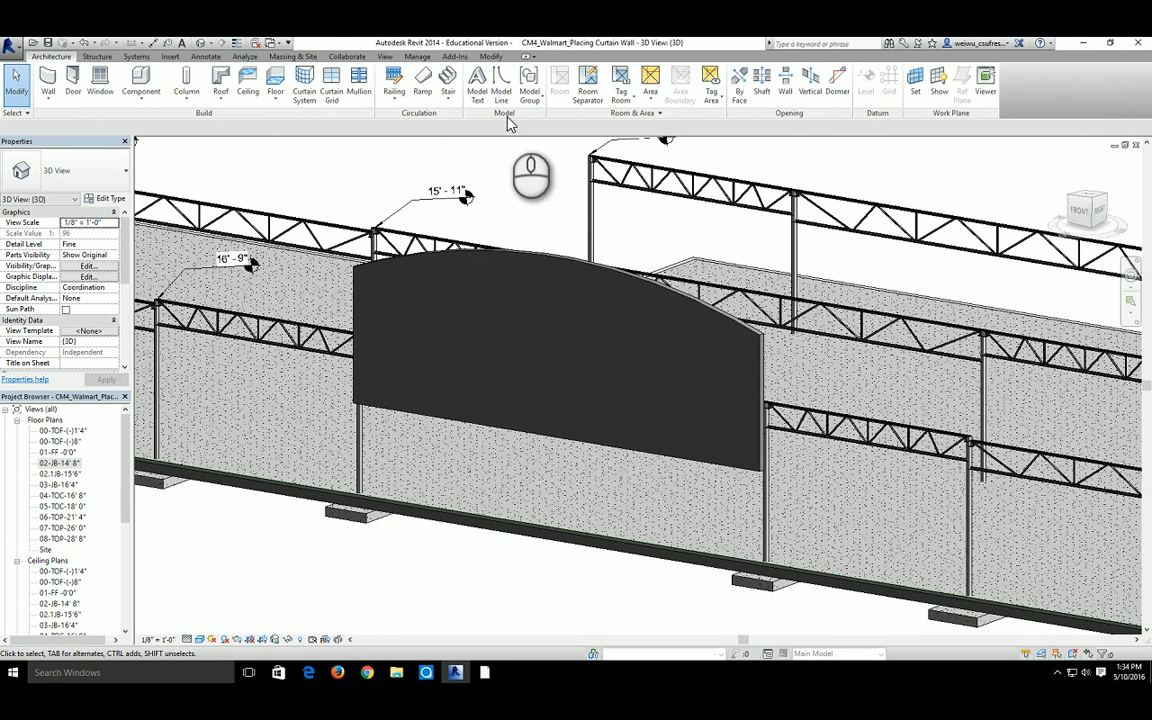 Autodesk Revit 2014 - Educational Version - CM4_Walmart_Placing Curtain Wall - 3D View: {3D}
Type a keyword or phrase
weiwu_csufres...
Architecture Structure Systems Insert Annotate Analyze Massing & Site Collaborate View Manage Add-Ins Modify
Modify Wall Door Window Component Column Roof Ceiling Floor Curtain System Curtain Grid Mullion Railing Ramp Stair Model Text Model Line Model Group Room Room Separator Tag Room Area Area Boundary Tag Area By Face Shaft Wall Vertical Dormer Level Grid Set Show Ref Plane Viewer
Select Build Circulation Model Room & Area Opening Datum Work Plane
Properties
3D View
3D View: {3D} Edit Type
Graphics
View Scale 1/8" = 1'-0"
Scale Value 1: 96
Detail Level Fine
Parts Visibility Show Original
Visibility/Grap... Edit...
Graphic Displa... Edit...
Discipline Coordination
Default Analys... None
Sun Path
Identity Data
View Template <None>
View Name {3D}
Dependency Independent
Title on Sheet
Properties help Apply
Project Browser - CM4_Walmart_Plac...
Views (all)
Floor Plans
00-TOF-(-)1'4"
00-TOF-(-)8"
01-FF -0'0"
02-JB-14' 8"
02.1JB-15'6"
03-JB-16'4"
04-TOC-16' 8"
05-TOC-18' 0"
06-TOP-21' 4"
07-TOP-26' 0"
08-TOP-28' 8"
Site
Ceiling Plans
00-TOF-(-)1'4"
00-TOF-(-)8"
01-FF -0'0"
02-JB-14' 8"
02.1JB-15'6"
03-JB-16'4"
15' - 11"
16' - 9"
FRONT RIGHT
1/8" = 1'-0"
Click to select, TAB for alternates, CTRL adds, SHIFT unselects.
:0 Main Model :0
Search Windows
1:34 PM
5/10/2016